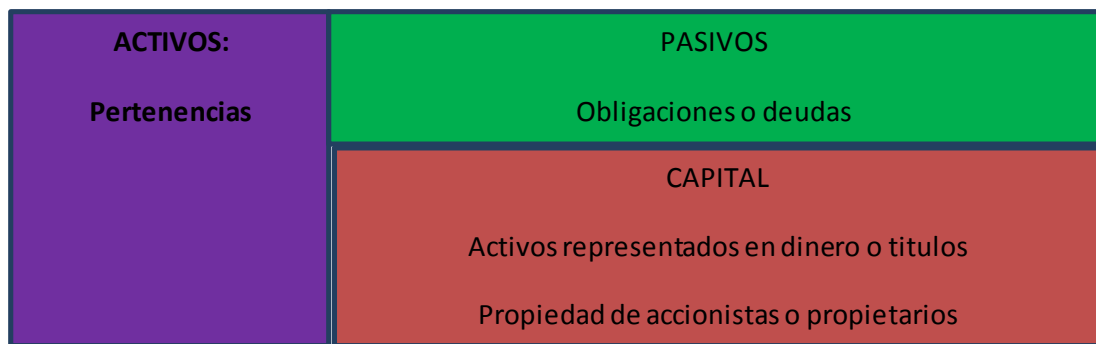 ACTIVOS:
Pertenencias
PASIVOS
Obligaciones o deudas
CAPITAL
Activos representados en dinero o titulos
Propiedad de accionistas o propietarios